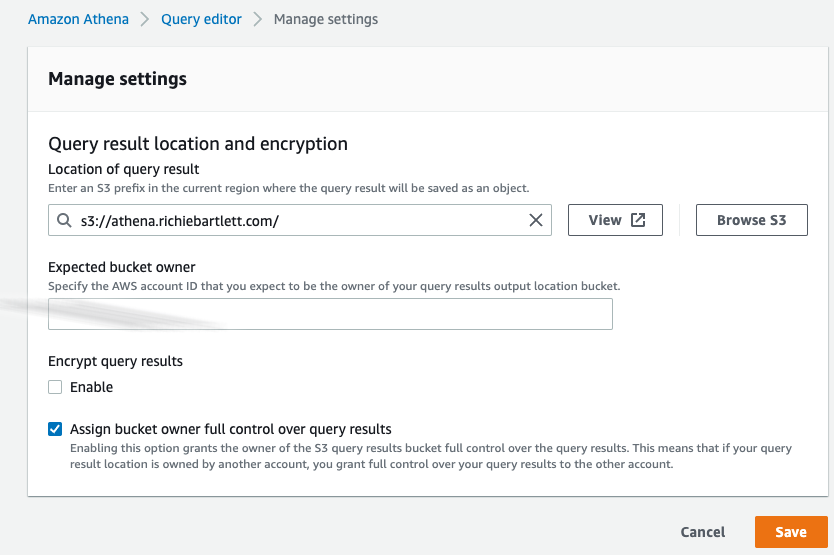 Amazon Athena > Query editor > Manage settings
Manage settings
Query result location and encryption
Location of query result
Enter an S3 prefix in the current region where the query result will be saved as an object.
s3://athena.richiebartlett.com/ View Browse S3
Expected bucket owner
Specify the AWS account ID that you expect to be the owner of your query results output location bucket.
Encrypt query results
Enable
Assign bucket owner full control over query results
Enabling this option grants the owner of the S3 query results bucket full control over the query results. This means that if your query
result location is owned by another account, you grant full control over your query results to the other account.
Cancel Save